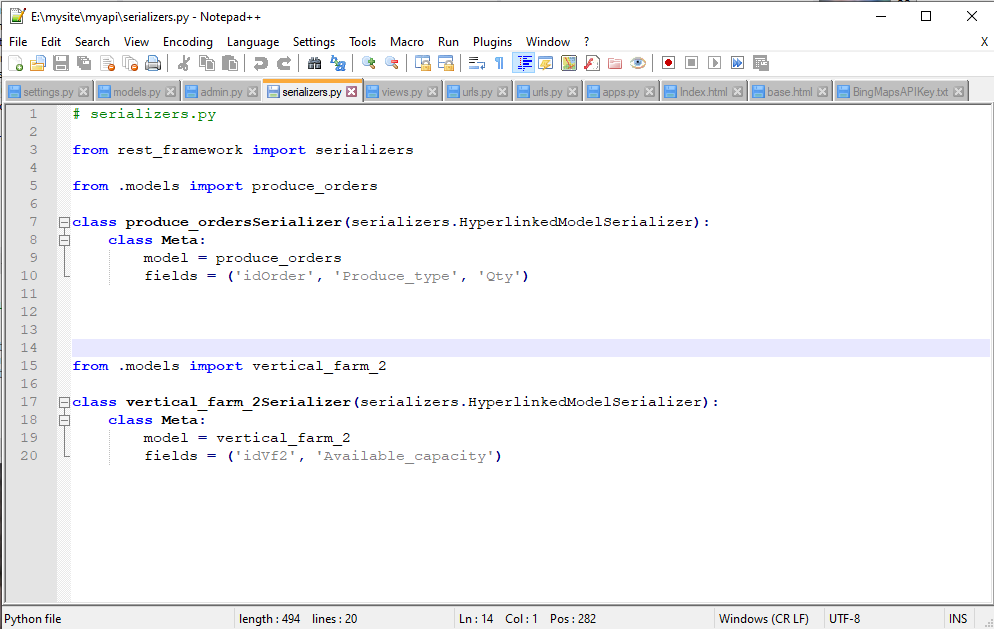 E:\mysite\myapi\serializers.py - Notepad++
File Edit Search View Encoding Language Settings Tools Macro Run Plugins Window ? X
settings.py models.py admin.py serializers.py views.py urls.py urls.py apps.py Index.html base.html BingMapsAPIKey.txt
1 # serializers.py
2
3 from rest_framework import serializers
4
5 from .models import produce_orders
6
7 class produce_ordersSerializer(serializers.HyperlinkedModelSerializer):
8 class Meta:
9 model = produce_orders
10 fields = ('idOrder', 'Produce_type', 'Qty')
11
12
13
14
15 from .models import vertical_farm_2
16
17 class vertical_farm_2Serializer(serializers.HyperlinkedModelSerializer):
18 class Meta:
19 model = vertical_farm_2
20 fields = ('idVf2', 'Available_capacity')
Python file length : 494 lines : 20 Ln : 14 Col : 1 Pos : 282 Windows (CR LF) UTF-8 INS